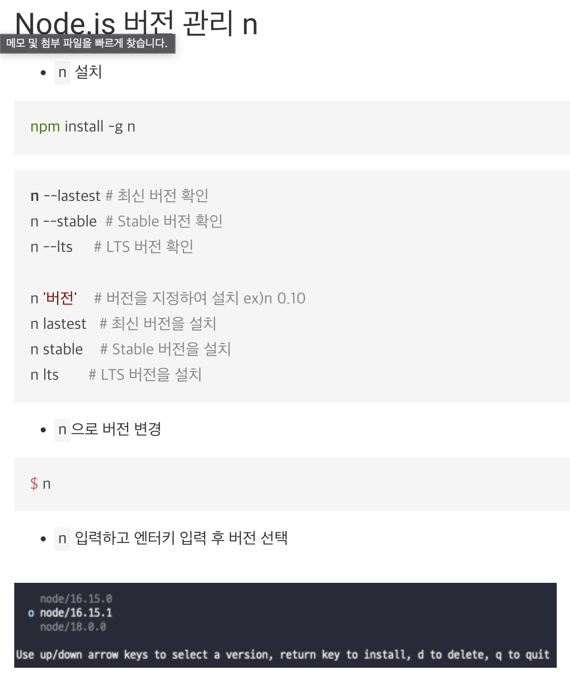 Node.js 버전 관리 n
메모 및 첨부 파일을 빠르게 찾습니다.
• n 설치
npm install -g n
n --lastest # 최신 버전 확인
n --stable # Stable 버전 확인
n --lts # LTS 버전 확인
n '버전' # 버전을 지정하여 설치 ex)n 0.10
n lastest # 최신 버전을 설치
n stable # Stable 버전을 설치
n lts # LTS 버전을 설치
• n 으로 버전 변경
$ n
• n 입력하고 엔터키 입력 후 버전 선택
node/16.15.0
o node/16.15.1
node/18.0.0
Use up/down arrow keys to select a version, return key to install, d to delete, q to quit